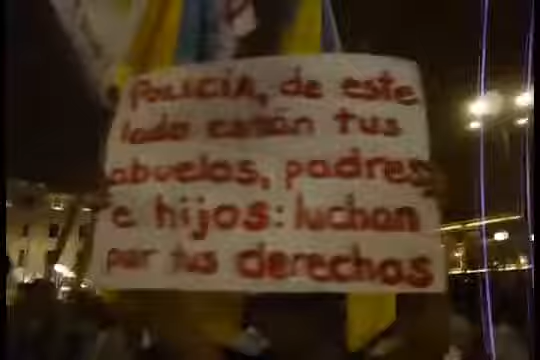 POLICÍA, de este
lado están tus
abuelos, padres
e hijos: luchan
por tus derechos